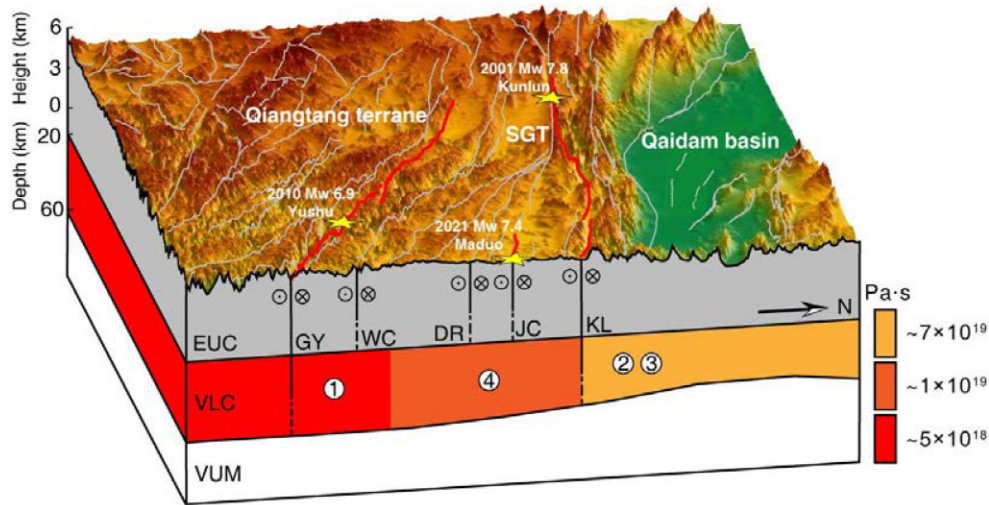 6
3
0
20
60
Height (km)
Depth (km)
2001 Mw 7.8
Kunlun
Qiangtang terrane
SGT
Qaidam basin
2010 Mw 6.9
Yushu
2021 Mw 7.4
Maduo
EUC
GY
WC
DR
JC
KL
N
VLC
①
④
② ③
VUM
Pa·s
~7×10¹⁹
~1×10¹⁹
~5×10¹⁸